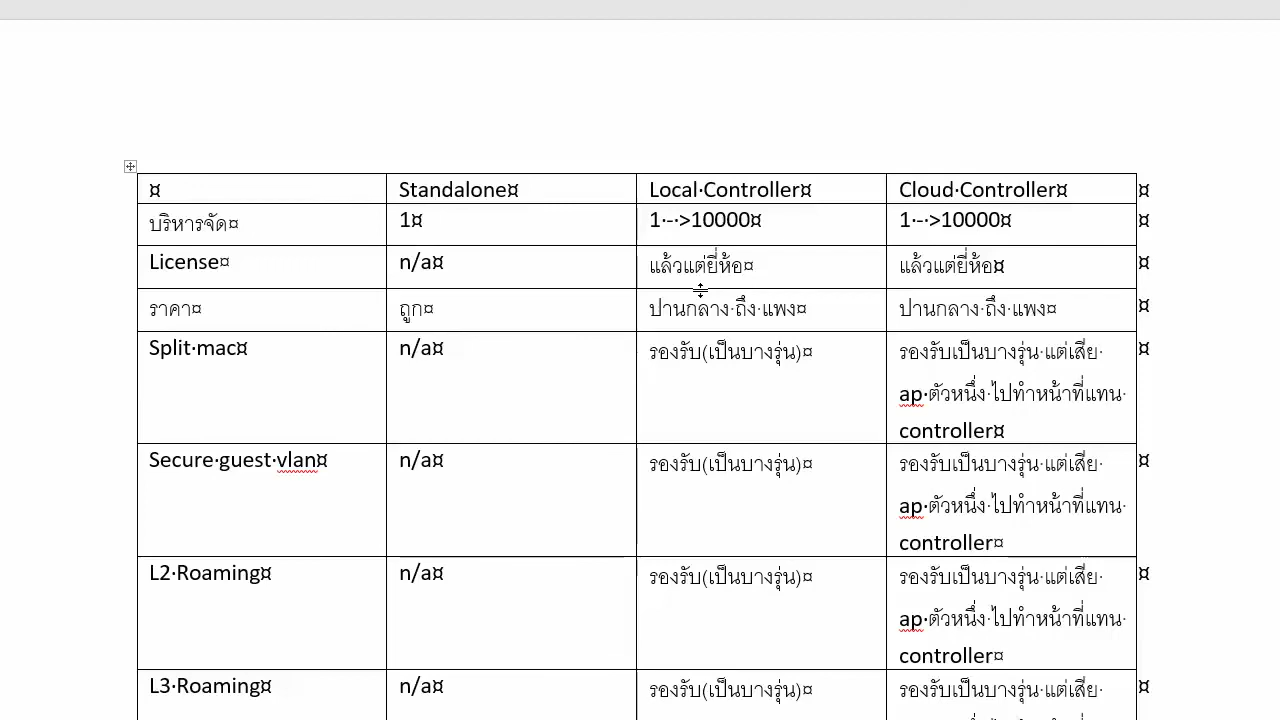 ¤ Standalone¤ Local·Controller¤ Cloud·Controller¤ ¤
บริหารจัด¤ 1¤ 1·-·>10000¤ 1·-·>10000¤ ¤
License¤ n/a¤ แล้วแต่ยี่ห้อ¤ แล้วแต่ยี่ห้อ¤ ¤
ราคา¤ ถูก¤ ปานกลาง·ถึง·แพง¤ ปานกลาง·ถึง·แพง¤ ¤
Split·mac¤ n/a¤ รองรับ(เป็นบางรุ่น)¤ รองรับเป็นบางรุ่น·แต่เสีย· ¤
ap·ตัวหนึ่ง·ไปทำหน้าที่แทน·
controller¤
Secure·guest·vlan¤ n/a¤ รองรับ(เป็นบางรุ่น)¤ รองรับเป็นบางรุ่น·แต่เสีย· ¤
ap·ตัวหนึ่ง·ไปทำหน้าที่แทน·
controller¤
L2·Roaming¤ n/a¤ รองรับ(เป็นบางรุ่น)¤ รองรับเป็นบางรุ่น·แต่เสีย· ¤
ap·ตัวหนึ่ง·ไปทำหน้าที่แทน·
controller¤
L3·Roaming¤ n/a¤ รองรับ(เป็นบางรุ่น)¤ รองรับเป็นบางรุ่น·แต่เสีย· ¤